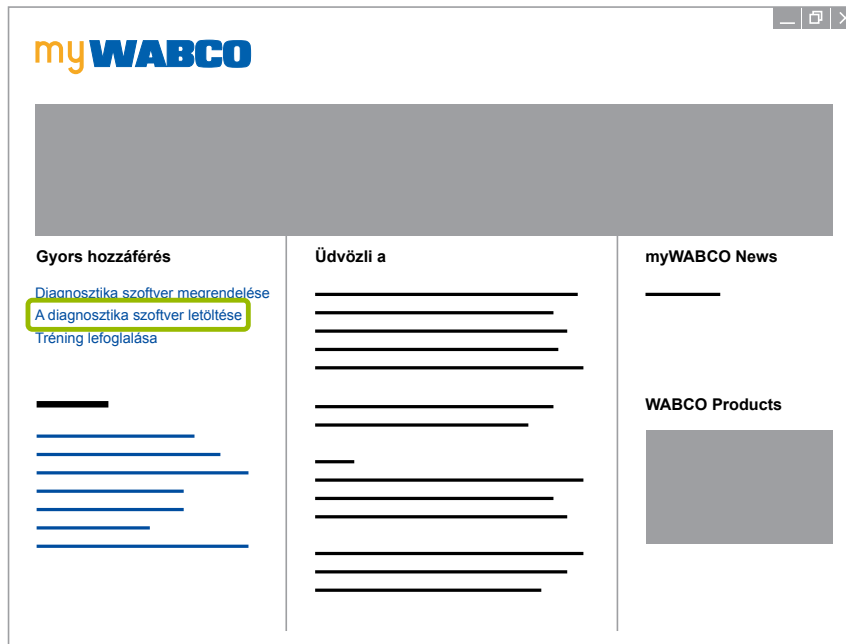 myWABCO
Gyors hozzáférés
Diagnosztika szoftver megrendelése
A diagnosztika szoftver letöltése
Tréning lefoglalása
Üdvözli a
myWABCO News
WABCO Products